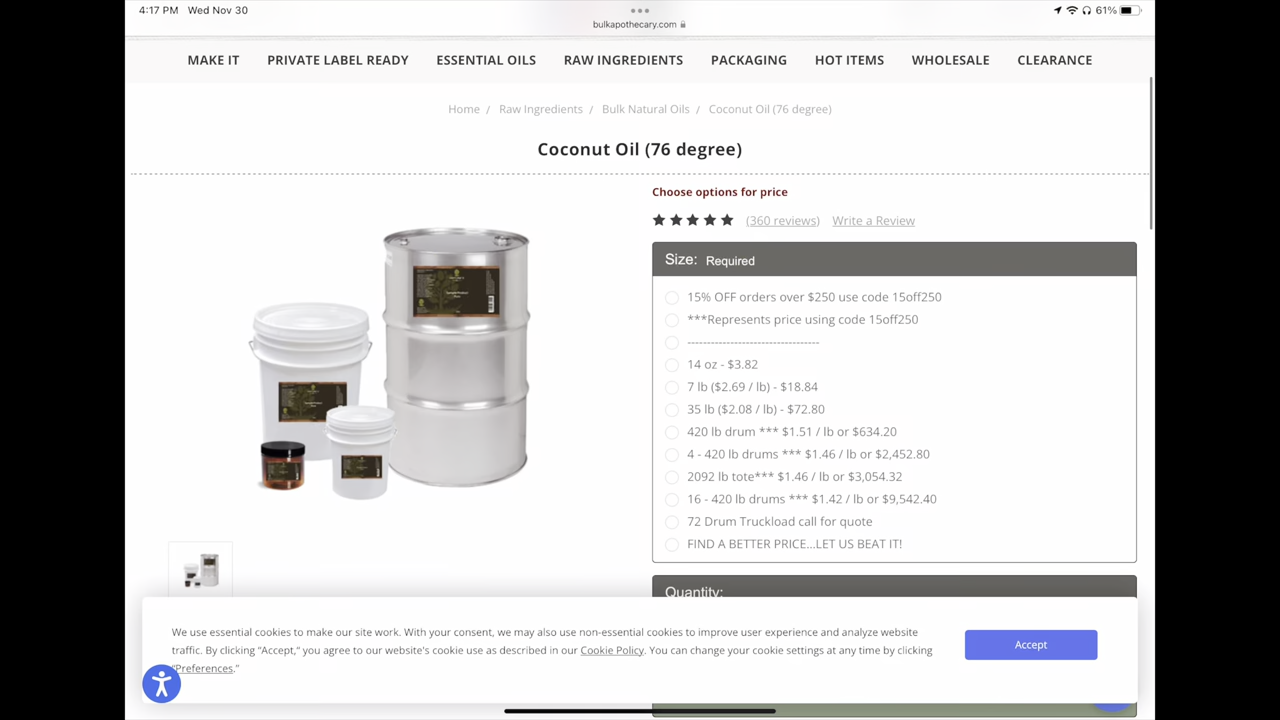 4:17 PM Wed Nov 30
61%
bulkapothecary.com
MAKE IT PRIVATE LABEL READY ESSENTIAL OILS RAW INGREDIENTS PACKAGING HOT ITEMS WHOLESALE CLEARANCE
Home / Raw Ingredients / Bulk Natural Oils / Coconut Oil (76 degree)
Coconut Oil (76 degree)
Choose options for price
(360 reviews) Write a Review
Size: Required
15% OFF orders over $250 use code 15off250
***Represents price using code 15off250
---------------------------------
14 oz - $3.82
7 lb ($2.69 / lb) - $18.84
35 lb ($2.08 / lb) - $72.80
420 lb drum *** $1.51 / lb or $634.20
4 - 420 lb drums *** $1.46 / lb or $2,452.80
2092 lb tote*** $1.46 / lb or $3,054.32
16 - 420 lb drums *** $1.42 / lb or $9,542.40
72 Drum Truckload call for quote
FIND A BETTER PRICE...LET US BEAT IT!
Quantity:
We use essential cookies to make our site work. With your consent, we may also use non-essential cookies to improve user experience and analyze website
traffic. By clicking "Accept," you agree to our website's cookie use as described in our Cookie Policy. You can change your cookie settings at any time by clicking
"Preferences."
Accept